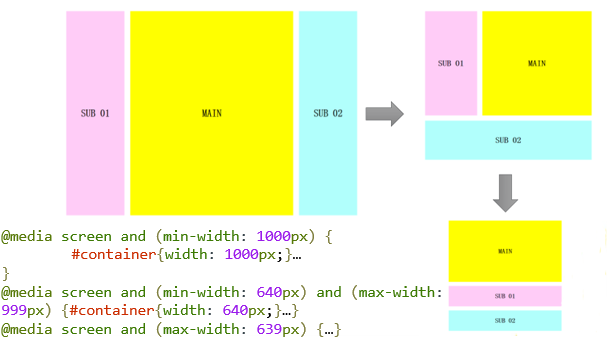 SUB 01
MAIN
SUB 02
SUB 01
MAIN
SUB 02
MAIN
SUB 01
SUB 02
@media screen and (min-width: 1000px) {
#container{width: 1000px;}…
}
@media screen and (min-width: 640px) and (max-width:
999px) {#container{width: 640px;}…}
@media screen and (max-width: 639px) {…}